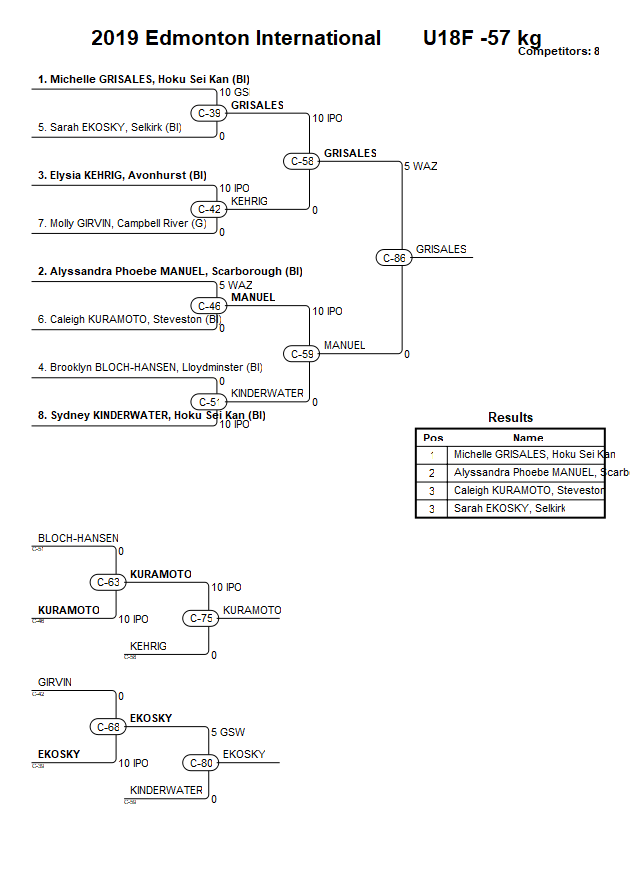 2019 Edmonton International U18F -57 kg
Competitors: 8
1. Michelle GRISALES, Hoku Sei Kan (BI)
10 GS
C-39
GRISALES
5. Sarah EKOSKY, Selkirk (BI)
0
10 IPO
C-58
GRISALES
3. Elysia KEHRIG, Avonhurst (BI)
10 IPO
C-42
KEHRIG
7. Molly GIRVIN, Campbell River (G)
0
0
5 WAZ
C-86
GRISALES
2. Alyssandra Phoebe MANUEL, Scarborough (BI)
5 WAZ
C-46
MANUEL
6. Caleigh KURAMOTO, Steveston (BI)
0
10 IPO
C-59
MANUEL
0
4. Brooklyn BLOCH-HANSEN, Lloydminster (BI)
0
C-51
KINDERWATER
0
8. Sydney KINDERWATER, Hoku Sei Kan (BI)
10 IPO
Results
Pos Name
1 Michelle GRISALES, Hoku Sei Kan
2 Alyssandra Phoebe MANUEL, Scarb
3 Caleigh KURAMOTO, Steveston
3 Sarah EKOSKY, Selkirk
BLOCH-HANSEN
C-51
0
C-63
KURAMOTO
KURAMOTO
C-46
10 IPO
10 IPO
C-75
KURAMOTO
KEHRIG
C-58
0
GIRVIN
C-42
0
C-68
EKOSKY
EKOSKY
C-39
10 IPO
5 GSW
C-80
EKOSKY
KINDERWATER
C-59
0